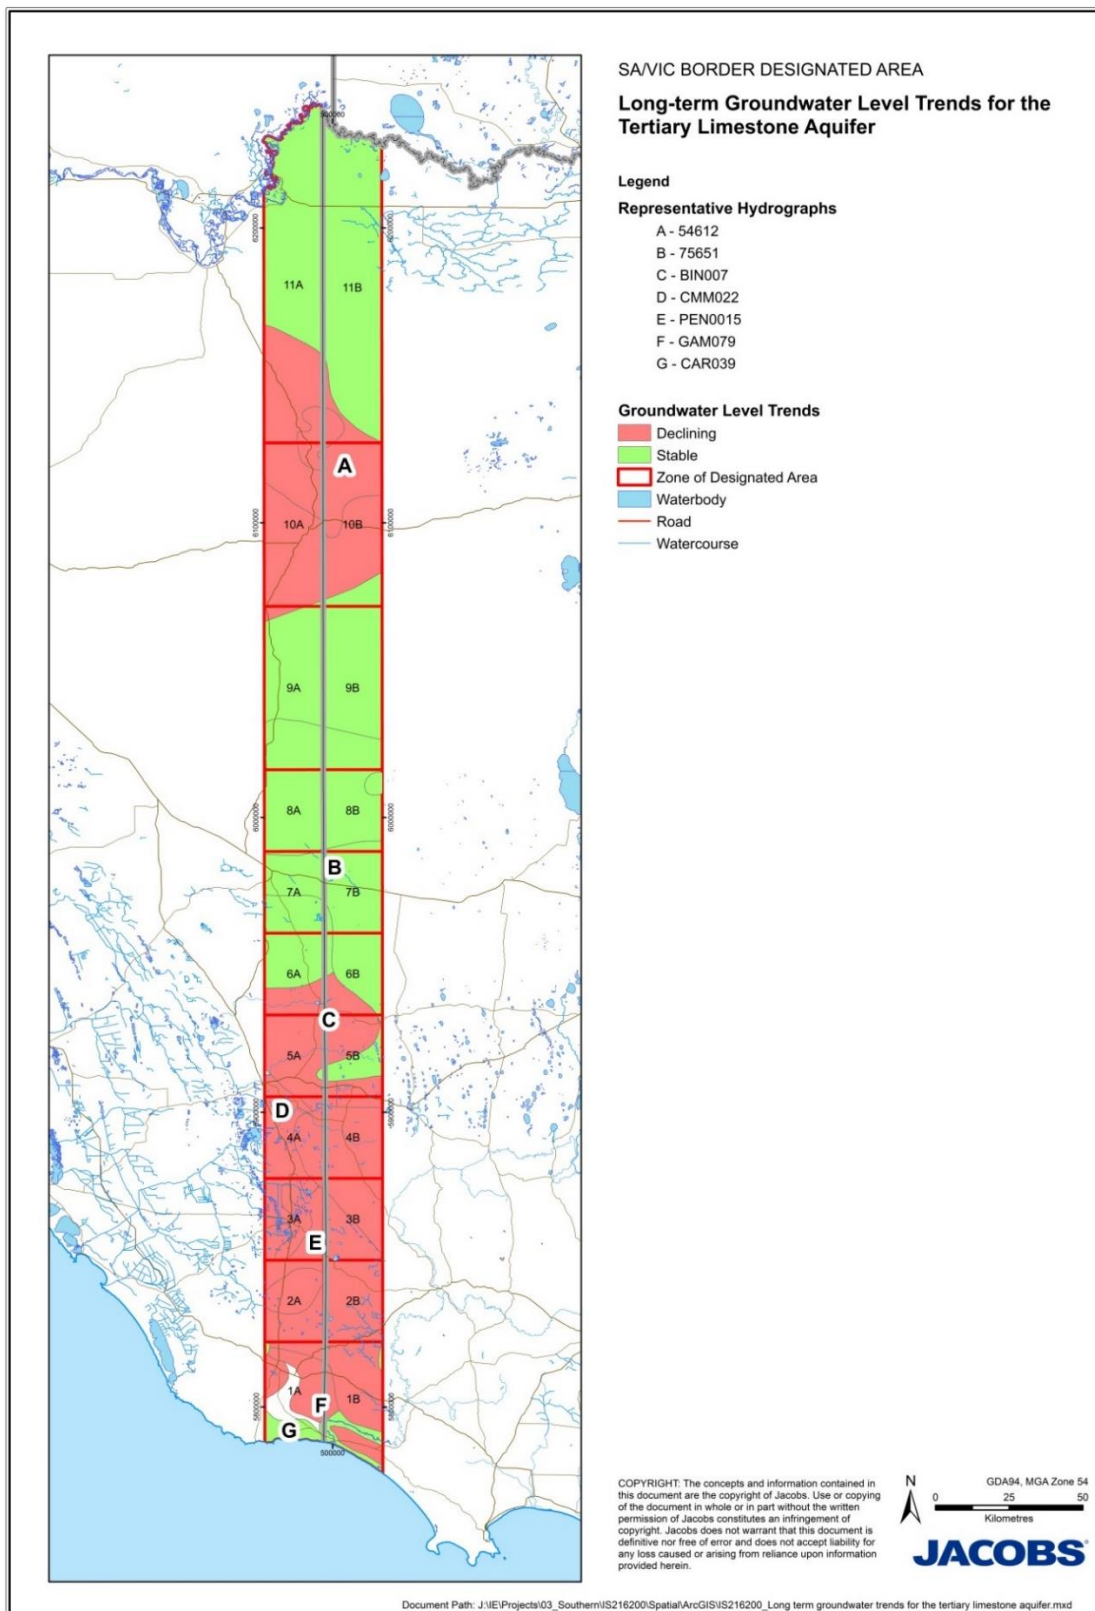 SA/VIC BORDER DESIGNATED AREA
Long-term Groundwater Level Trends for the
Tertiary Limestone Aquifer
Legend
Representative Hydrographs
A - 54612
B - 75651
C - BIN007
D - CMM022
E - PEN0015
F - GAM079
G - CAR039
Groundwater Level Trends
Declining
Stable
Zone of Designated Area
Waterbody
Road
Watercourse
500000
6200000
6200000
11A
11B
A
6100000
10A
10B
6100000
9A
9B
8A
8B
6000000
6000000
B
7A
7B
6A
6B
C
5A
5B
D
5900000
5900000
4A
4B
3A
3B
E
2A
2B
1A
1B
F
5800000
5800000
G
500000
COPYRIGHT: The concepts and information contained in
this document are the copyright of Jacobs. Use or copying
of the document in whole or in part without the written
permission of Jacobs constitutes an infringement of
copyright. Jacobs does not warrant that this document is
definitive nor free of error and does not accept liability for
any loss caused or arising from reliance upon information
provided herein.
N
GDA94, MGA Zone 54
0 25 50
Kilometres
JACOBS®
Document Path: J:\IE\Projects\03_Southern\IS216200\Spatial\ArcGIS\IS216200_Long term groundwater trends for the tertiary limestone aquifer.mxd